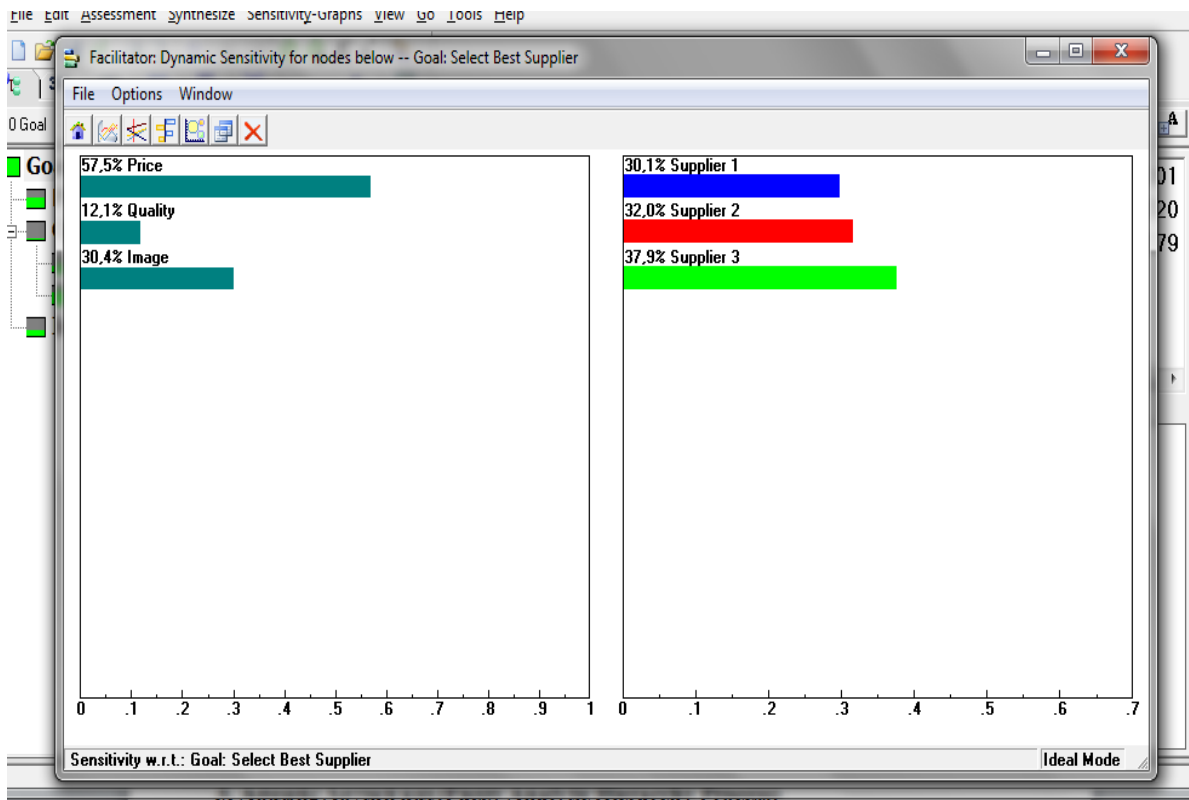 File Edit Assessment Synthesize Sensitivity-Graphs View Go Tools Help
Facilitator: Dynamic Sensitivity for nodes below -- Goal: Select Best Supplier
File Options Window
0 Goal
A
Go
01
20
79
57,5% Price
12,1% Quality
30,4% Image
30,1% Supplier 1
32,0% Supplier 2
37,9% Supplier 3
0 .1 .2 .3 .4 .5 .6 .7 .8 .9 1
0 .1 .2 .3 .4 .5 .6 .7
Sensitivity w.r.t.: Goal: Select Best Supplier
Ideal Mode